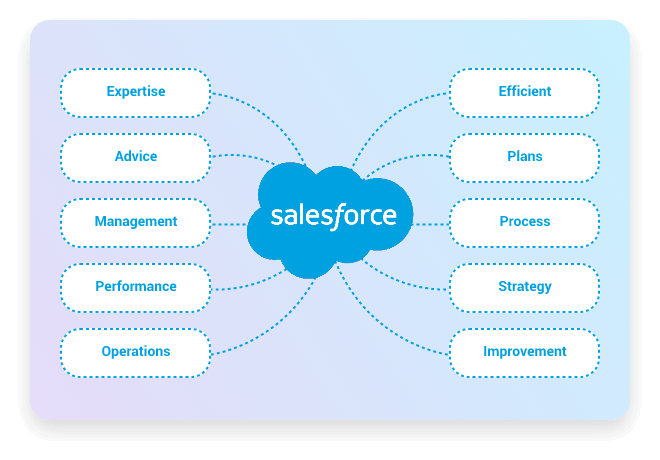 Expertise
Advice
Management
Performance
Operations
salesforce
Efficient
Plans
Process
Strategy
Improvement